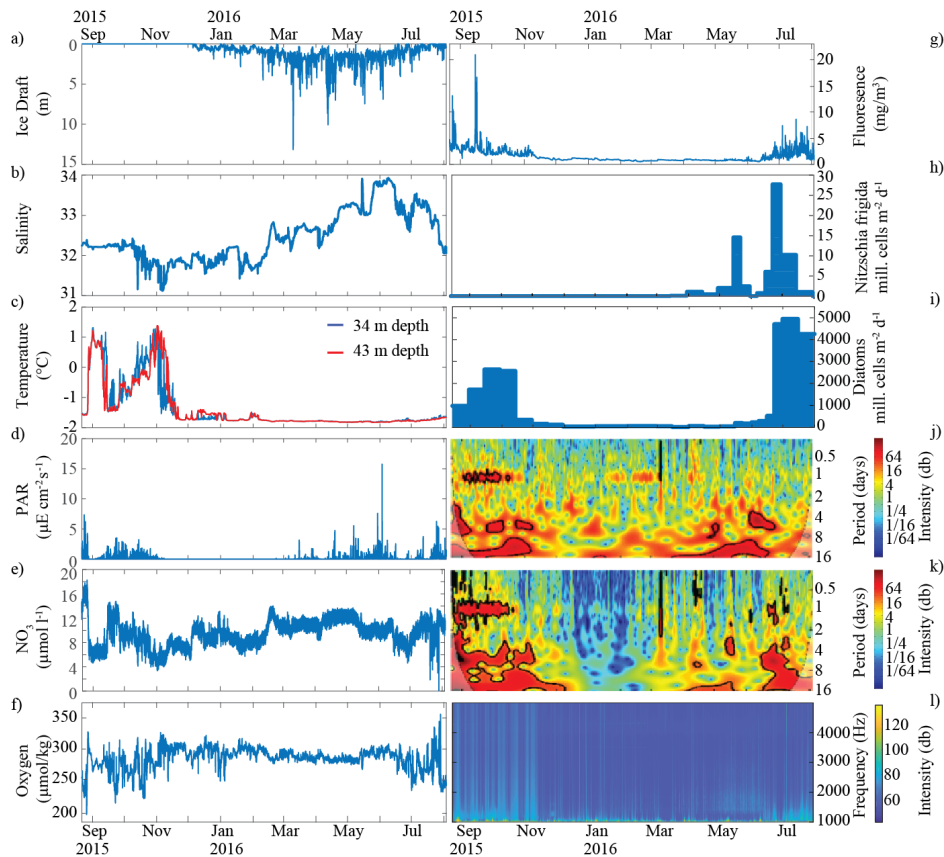 2015 2016
Sep Nov Jan Mar May Jul
a)
0
5
10
15
Ice Draft
(m)
b)
34
33
32
31
Salinity
c)
2
1
0
-1
-2
Temperature
(°C)
34 m depth
43 m depth
d)
20
15
10
5
0
PAR
(µE cm-2 s-1)
e)
20
16
12
8
4
0
NO3
(µmol l-1)
f)
350
300
250
200
Oxygen
(µmol/kg)
Sep Nov Jan Mar May Jul
2015 2016
2015 2016
Sep Nov Jan Mar May Jul
g)
20
15
10
5
0
Fluoresence
(mg/m3)
h)
30
25
20
15
10
5
0
Nitzschia frigida
mill. cells m-2 d-1
i)
5000
4000
3000
2000
1000
0
Diatoms
mill. cells m-2 d-1
j)
0.5
1
2
4
8
16
Period (days)
64
16
4
1
1/4
1/16
1/64
Intensity (db)
k)
0.5
1
2
4
8
16
Period (days)
64
16
4
1
1/4
1/16
1/64
Intensity (db)
l)
4000
3000
2000
1000
Frequency (Hz)
120
100
80
60
Intensity (db)
Sep Nov Jan Mar May Jul
2015 2016